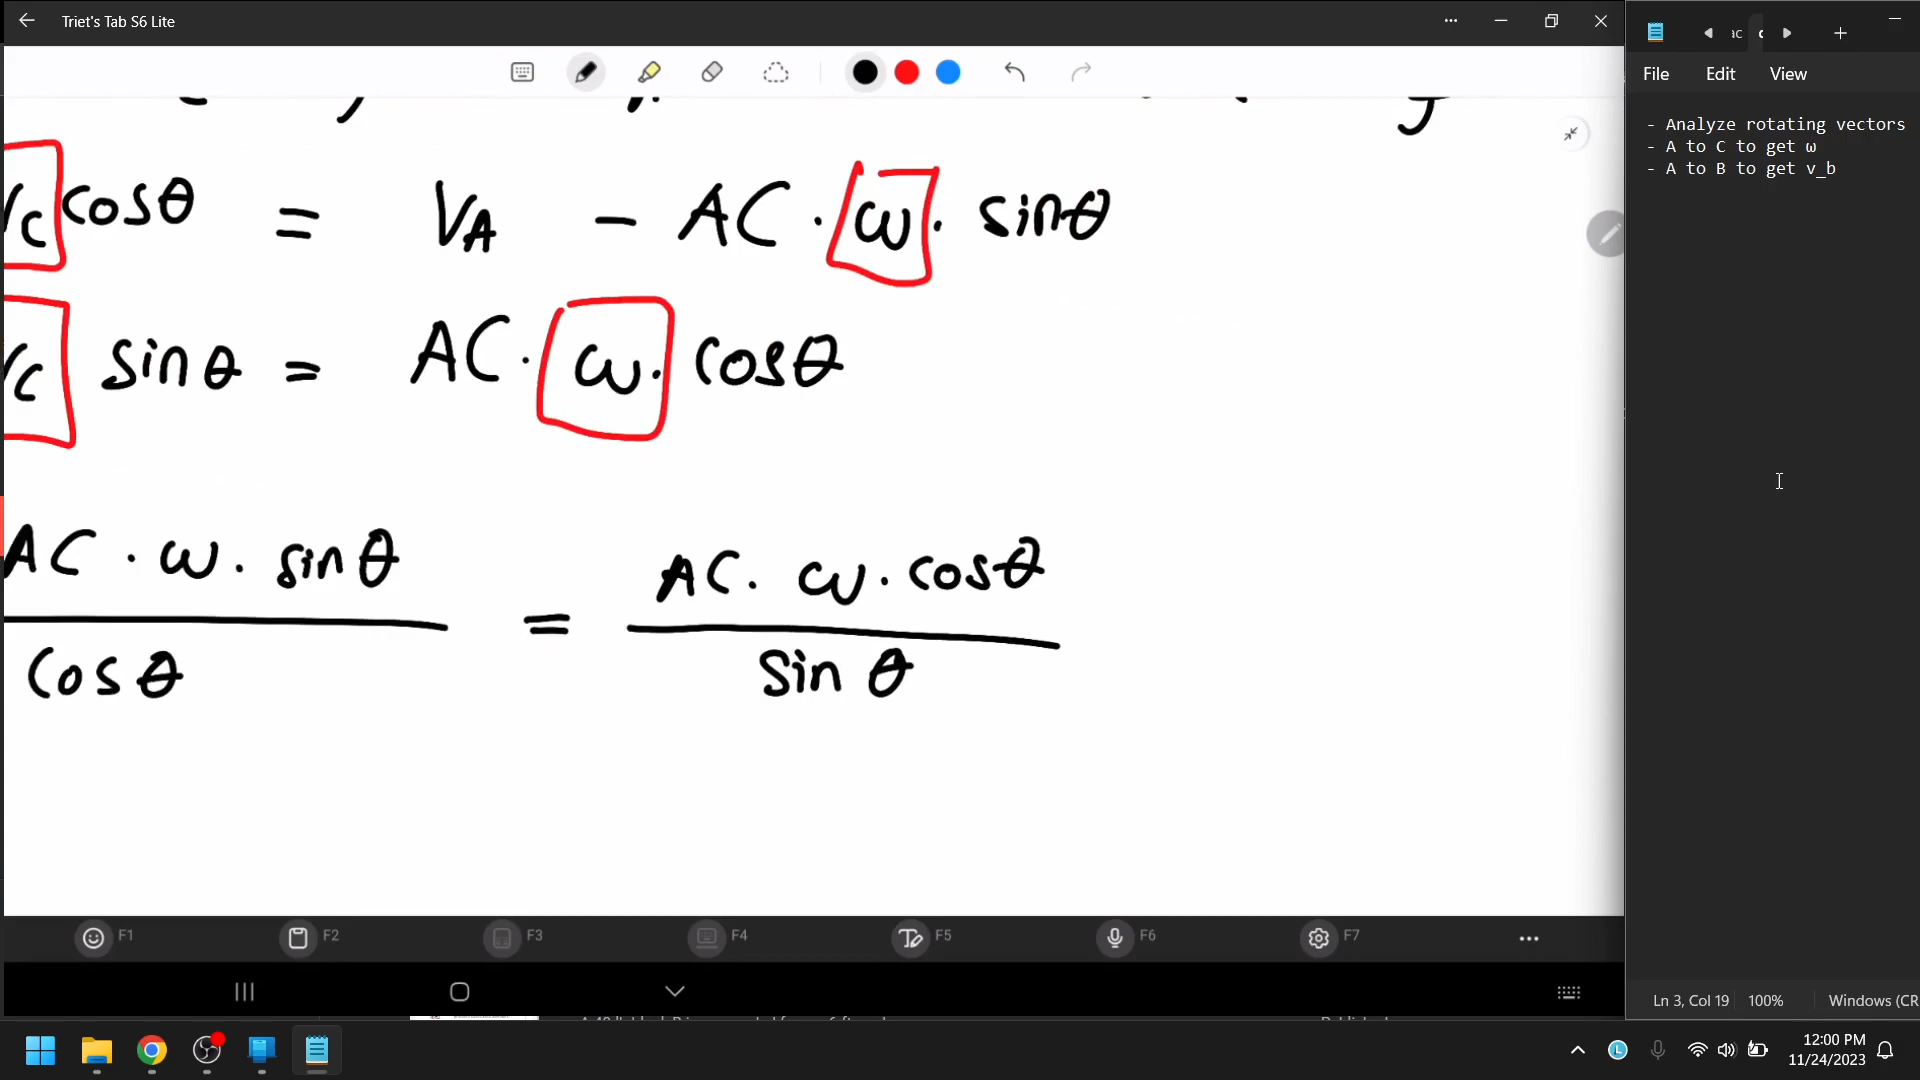 Triet's Tab S6 Lite
File Edit View
- Analyze rotating vectors
- A to C to get ω
- A to B to get v_b
cosθ = VA - AC · ω · sinθ
sinθ = AC · ω · cosθ
AC · ω · sinθ = AC · ω · cosθ
cosθ sinθ
F1 F2 F3 F4 F5 F6 F7
Ln 3, Col 19 100% Windows (CR
12:00 PM
11/24/2023